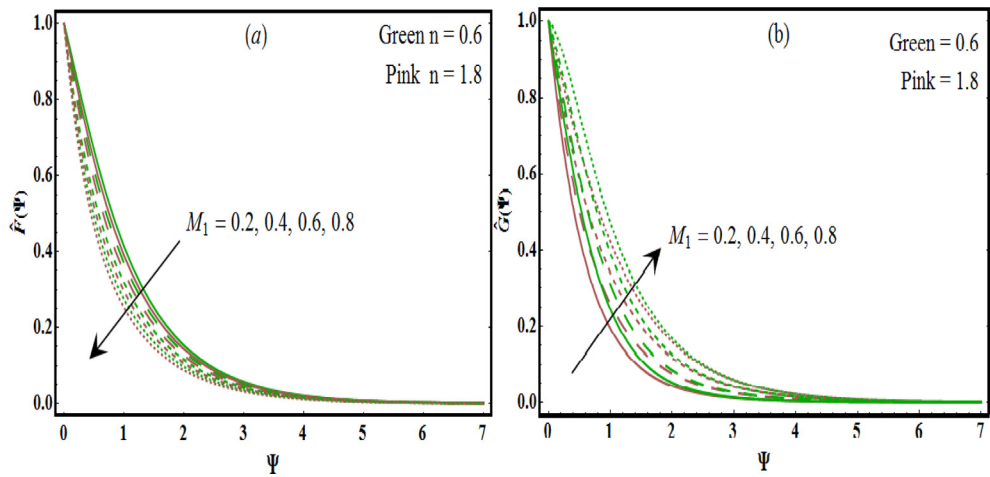 (a)
Green n = 0.6
Pink n = 1.8
M1 = 0.2, 0.4, 0.6, 0.8
F̂(Ψ)
1.0
0.8
0.6
0.4
0.2
0.0
0 1 2 3 4 5 6 7
Ψ
(b)
Green = 0.6
Pink = 1.8
M1 = 0.2, 0.4, 0.6, 0.8
Ĝ(Ψ)
1.0
0.8
0.6
0.4
0.2
0.0
0 1 2 3 4 5 6 7
Ψ